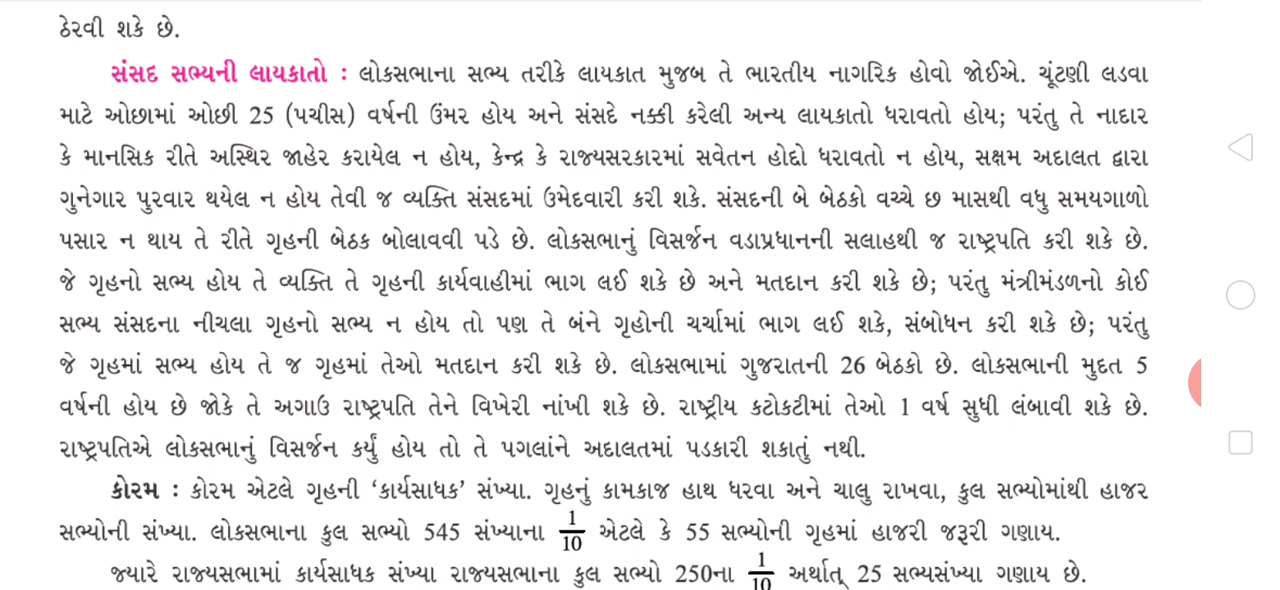 ઠેરવી શકે છે.
સંસદ સભ્યની લાયકાતો : લોકસભાના સભ્ય તરીકે લાયકાત મુજબ તે ભારતીય નાગરિક હોવો જોઈએ. ચૂંટણી લડવા
માટે ઓછામાં ઓછી 25 (પચીસ) વર્ષની ઉંમર હોય અને સંસદે નક્કી કરેલી અન્ય લાયકાતો ધરાવતો હોય; પરંતુ તે નાદાર
કે માનસિક રીતે અસ્થિર જાહેર કરાયેલ ન હોય, કેન્દ્ર કે રાજ્યસરકારમાં સવેતન હોદ્દો ધરાવતો ન હોય, સક્ષમ અદાલત દ્વારા
ગુનેગાર પુરવાર થયેલ ન હોય તેવી જ વ્યક્તિ સંસદમાં ઉમેદવારી કરી શકે. સંસદની બે બેઠકો વચ્ચે છ માસથી વધુ સમયગાળો
પસાર ન થાય તે રીતે ગૃહની બેઠક બોલાવવી પડે છે. લોકસભાનું વિસર્જન વડાપ્રધાનની સલાહથી જ રાષ્ટ્રપતિ કરી શકે છે.
જે ગૃહનો સભ્ય હોય તે વ્યક્તિ તે ગૃહની કાર્યવાહીમાં ભાગ લઈ શકે છે અને મતદાન કરી શકે છે; પરંતુ મંત્રીમંડળનો કોઈ
સભ્ય સંસદના નીચલા ગૃહનો સભ્ય ન હોય તો પણ તે બંને ગૃહોની ચર્ચામાં ભાગ લઈ શકે, સંબોધન કરી શકે છે; પરંતુ
જે ગૃહમાં સભ્ય હોય તે જ ગૃહમાં તેઓ મતદાન કરી શકે છે. લોકસભામાં ગુજરાતની 26 બેઠકો છે. લોકસભાની મુદત 5
વર્ષની હોય છે જોકે તે અગાઉ રાષ્ટ્રપતિ તેને વિખેરી નાંખી શકે છે. રાષ્ટ્રીય કટોકટીમાં તેઓ 1 વર્ષ સુધી લંબાવી શકે છે.
રાષ્ટ્રપતિએ લોકસભાનું વિસર્જન કર્યું હોય તો તે પગલાંને અદાલતમાં પડકારી શકાતું નથી.
કોરમ : કોરમ એટલે ગૃહની ‘કાર્યસાધક’ સંખ્યા. ગૃહનું કામકાજ હાથ ધરવા અને ચાલુ રાખવા, કુલ સભ્યોમાંથી હાજર
સભ્યોની સંખ્યા. લોકસભાના કુલ સભ્યો 545 સંખ્યાના 1/10 એટલે કે 55 સભ્યોની ગૃહમાં હાજરી જરૂરી ગણાય.
જ્યારે રાજ્યસભામાં કાર્યસાધક સંખ્યા રાજ્યસભાના કુલ સભ્યો 250ના 1/10 અર્થાત્ 25 સભ્યસંખ્યા ગણાય છે.